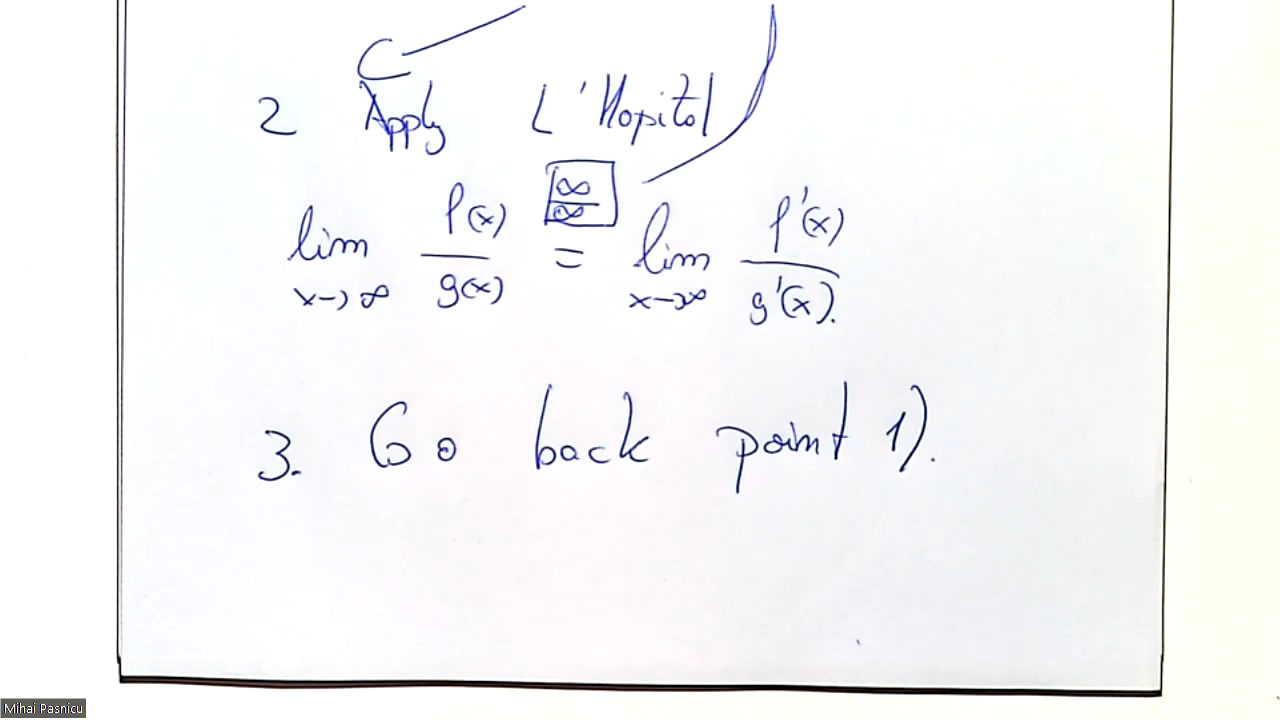 2 Apply L'Hopital
lim x→∞ f(x)/g(x) =^[∞/∞] lim x→∞ f'(x)/g'(x).
3. Go back point 1).
Mihai Pasnicu